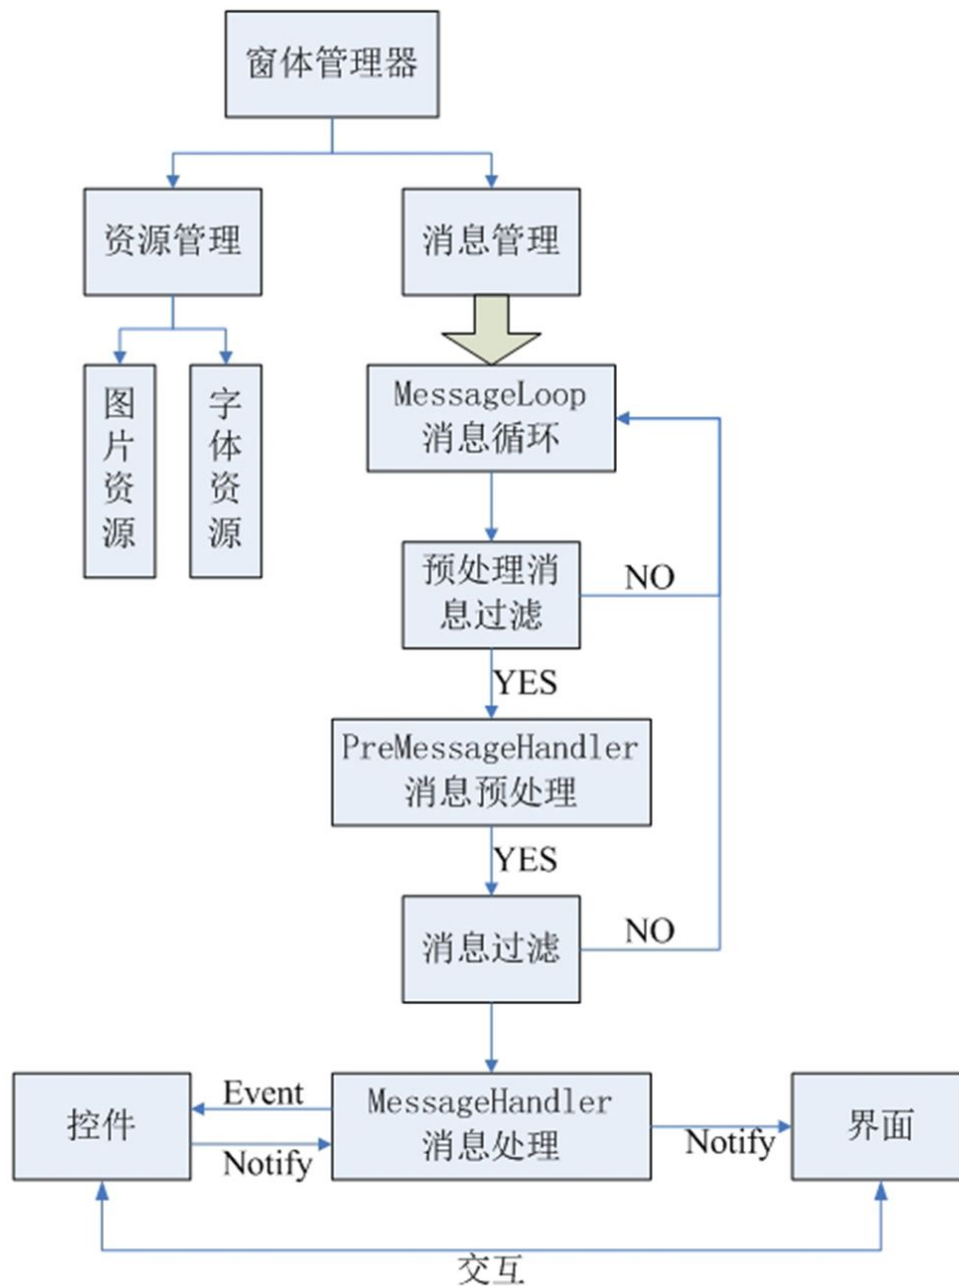 窗体管理器
资源管理
消息管理
图片资源
字体资源
MessageLoop
消息循环
预处理消
息过滤
NO
YES
PreMessageHandler
消息预处理
YES
消息过滤
NO
控件
Event
Notify
MessageHandler
消息处理
Notify
界面
交互